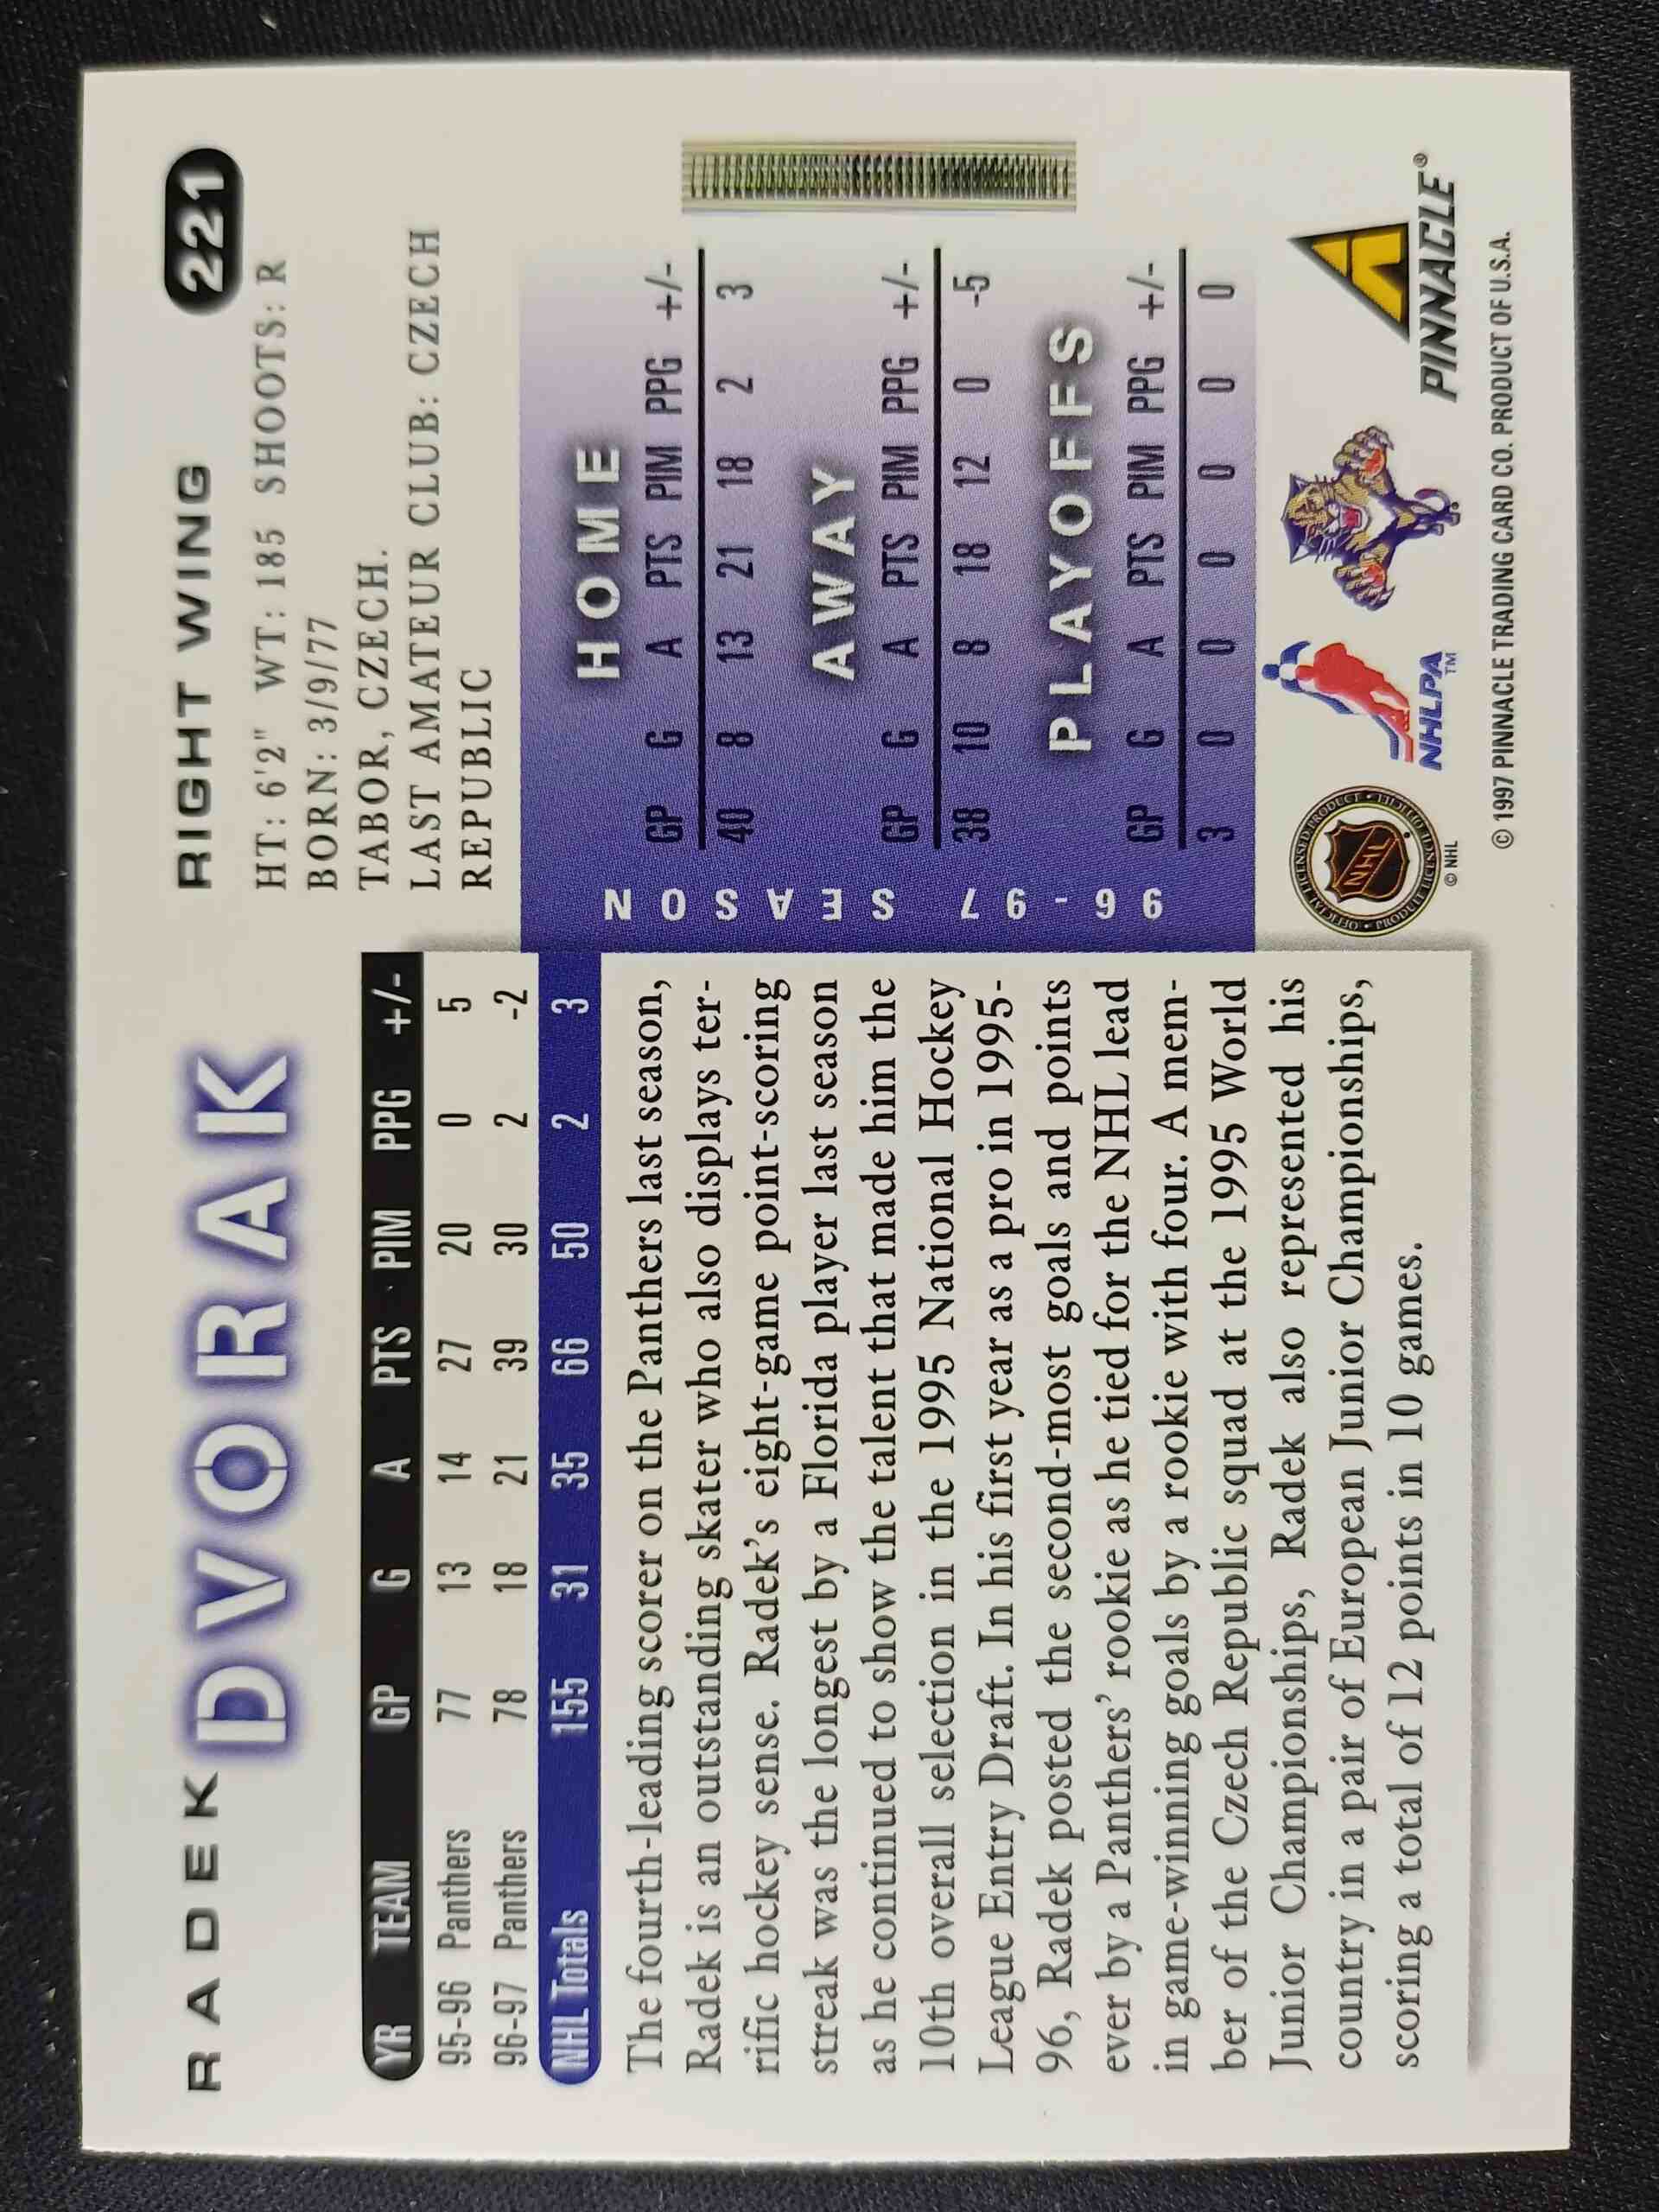 RADEK DVORAK
RIGHT WING 221
HT: 6'2" WT: 185 SHOOTS: R
BORN: 3/9/77
TABOR, CZECH.
LAST AMATEUR CLUB: CZECH
REPUBLIC
YR TEAM GP G A PTS PIM PPG +/-
95-96 Panthers 77 13 14 27 20 0 5
96-97 Panthers 78 18 21 39 30 2 -2
NHL Totals 155 31 35 66 50 2 3
The fourth-leading scorer on the Panthers last season,
Radek is an outstanding skater who also displays ter-
rific hockey sense. Radek's eight-game point-scoring
streak was the longest by a Florida player last season
as he continued to show the talent that made him the
10th overall selection in the 1995 National Hockey
League Entry Draft. In his first year as a pro in 1995-
96, Radek posted the second-most goals and points
ever by a Panthers' rookie as he tied for the NHL lead
in game-winning goals by a rookie with four. A mem-
ber of the Czech Republic squad at the 1995 World
Junior Championships, Radek also represented his
country in a pair of European Junior Championships,
scoring a total of 12 points in 10 games.
96-97 SEASON
HOME
GP G A PTS PIM PPG +/-
40 8 13 21 18 2 3
AWAY
GP G A PTS PIM PPG +/-
38 10 8 18 12 0 -5
PLAYOFFS
GP G A PTS PIM PPG +/-
3 0 0 0 0 0 0
OFFICIAL LICENSED PRODUCT • PRODUIT OFFICIEL
NHL
© NHL
NHLPA™
PINNACLE®
© 1997 PINNACLE TRADING CARD CO. PRODUCT OF U.S.A.